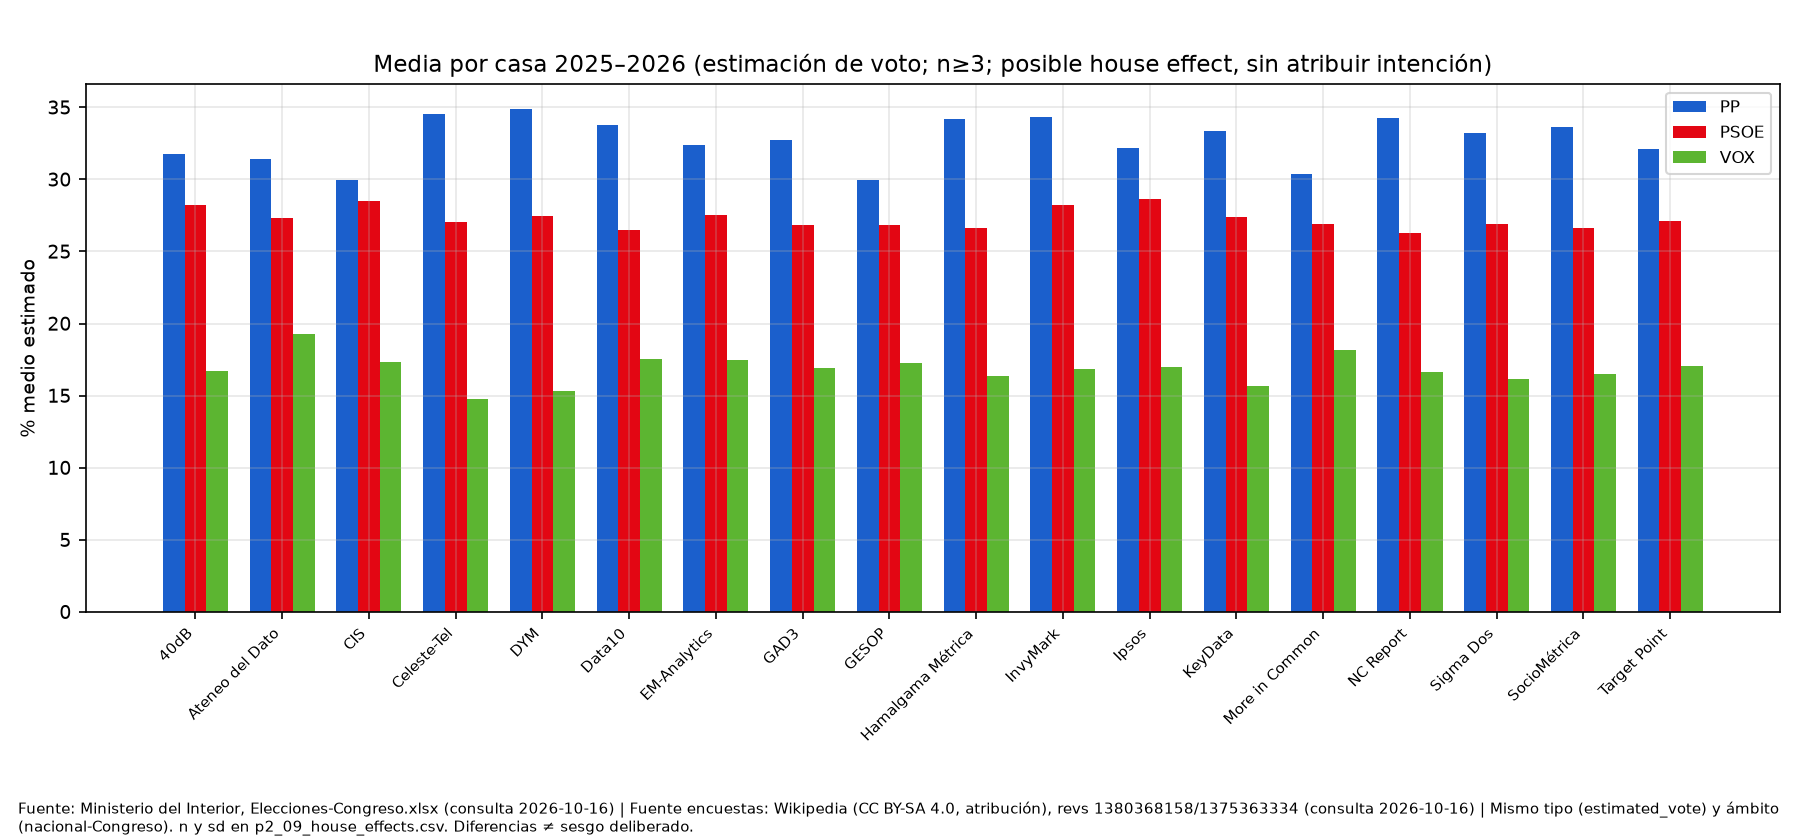 Media por casa 2025–2026 (estimación de voto; n≥3; posible house effect, sin atribuir intención)
% medio estimado
35
30
25
20
15
10
5
0
PP
PSOE
VOX
40dB
Ateneo del Dato
CIS
Celeste-Tel
DYM
Data10
EM-Analytics
GAD3
GESOP
Hamalgama Métrica
InvyMark
Ipsos
KeyData
More in Common
NC Report
Sigma Dos
SocioMétrica
Target Point
Fuente: Ministerio del Interior, Elecciones-Congreso.xlsx (consulta 2026-10-16) | Fuente encuestas: Wikipedia (CC BY-SA 4.0, atribución), revs 1380368158/1375363334 (consulta 2026-10-16) | Mismo tipo (estimated_vote) y ámbito
(nacional-Congreso). n y sd en p2_09_house_effects.csv. Diferencias ≠ sesgo deliberado.